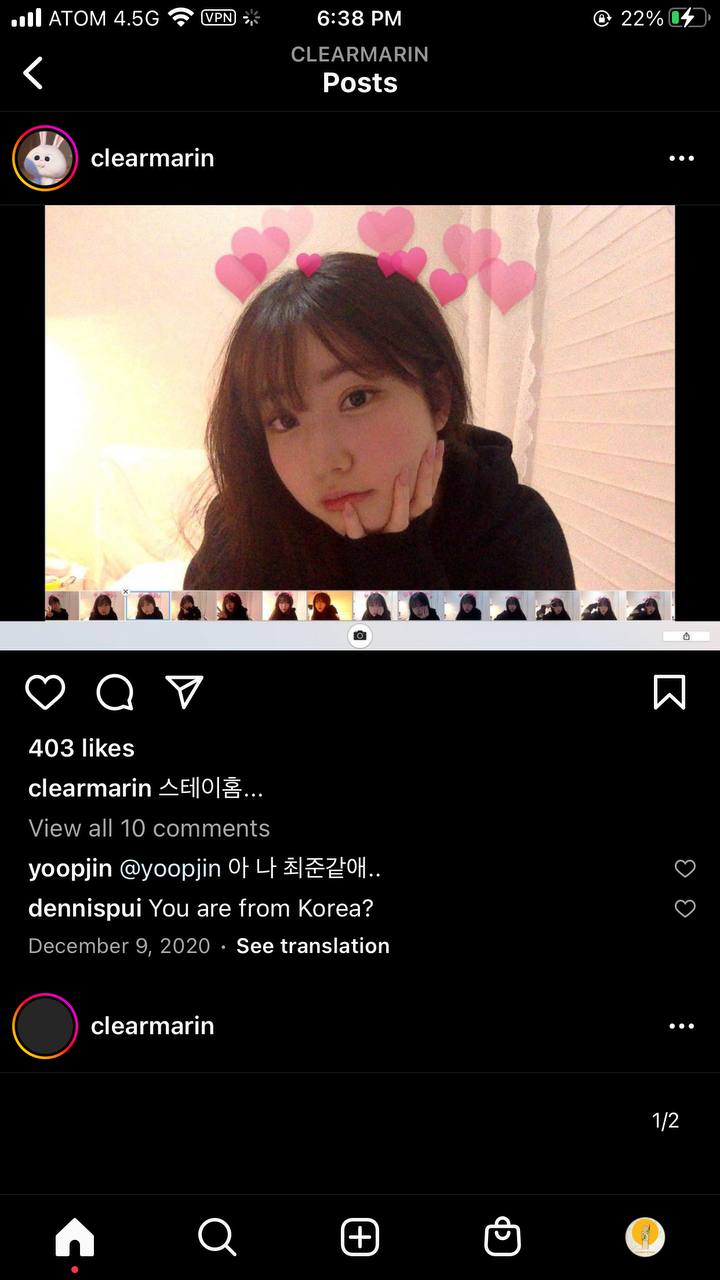 ATOM 4.5G VPN 6:38 PM 22%
CLEARMARIN
Posts
clearmarin
403 likes
clearmarin 스테이홈...
View all 10 comments
yoopjin @yoopjin 아 나 최준같애..
dennispui You are from Korea?
December 9, 2020 · See translation
clearmarin
1/2